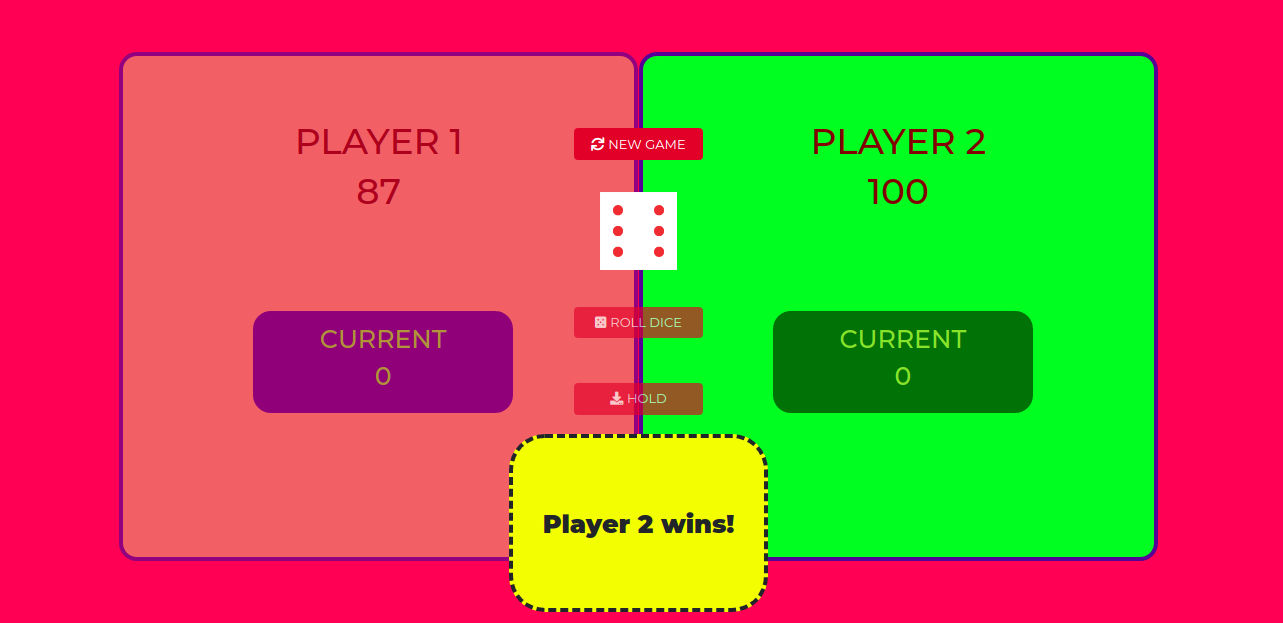 PLAYER 1
87
NEW GAME
PLAYER 2
100
ROLL DICE
HOLD
CURRENT
0
CURRENT
0
Player 2 wins!